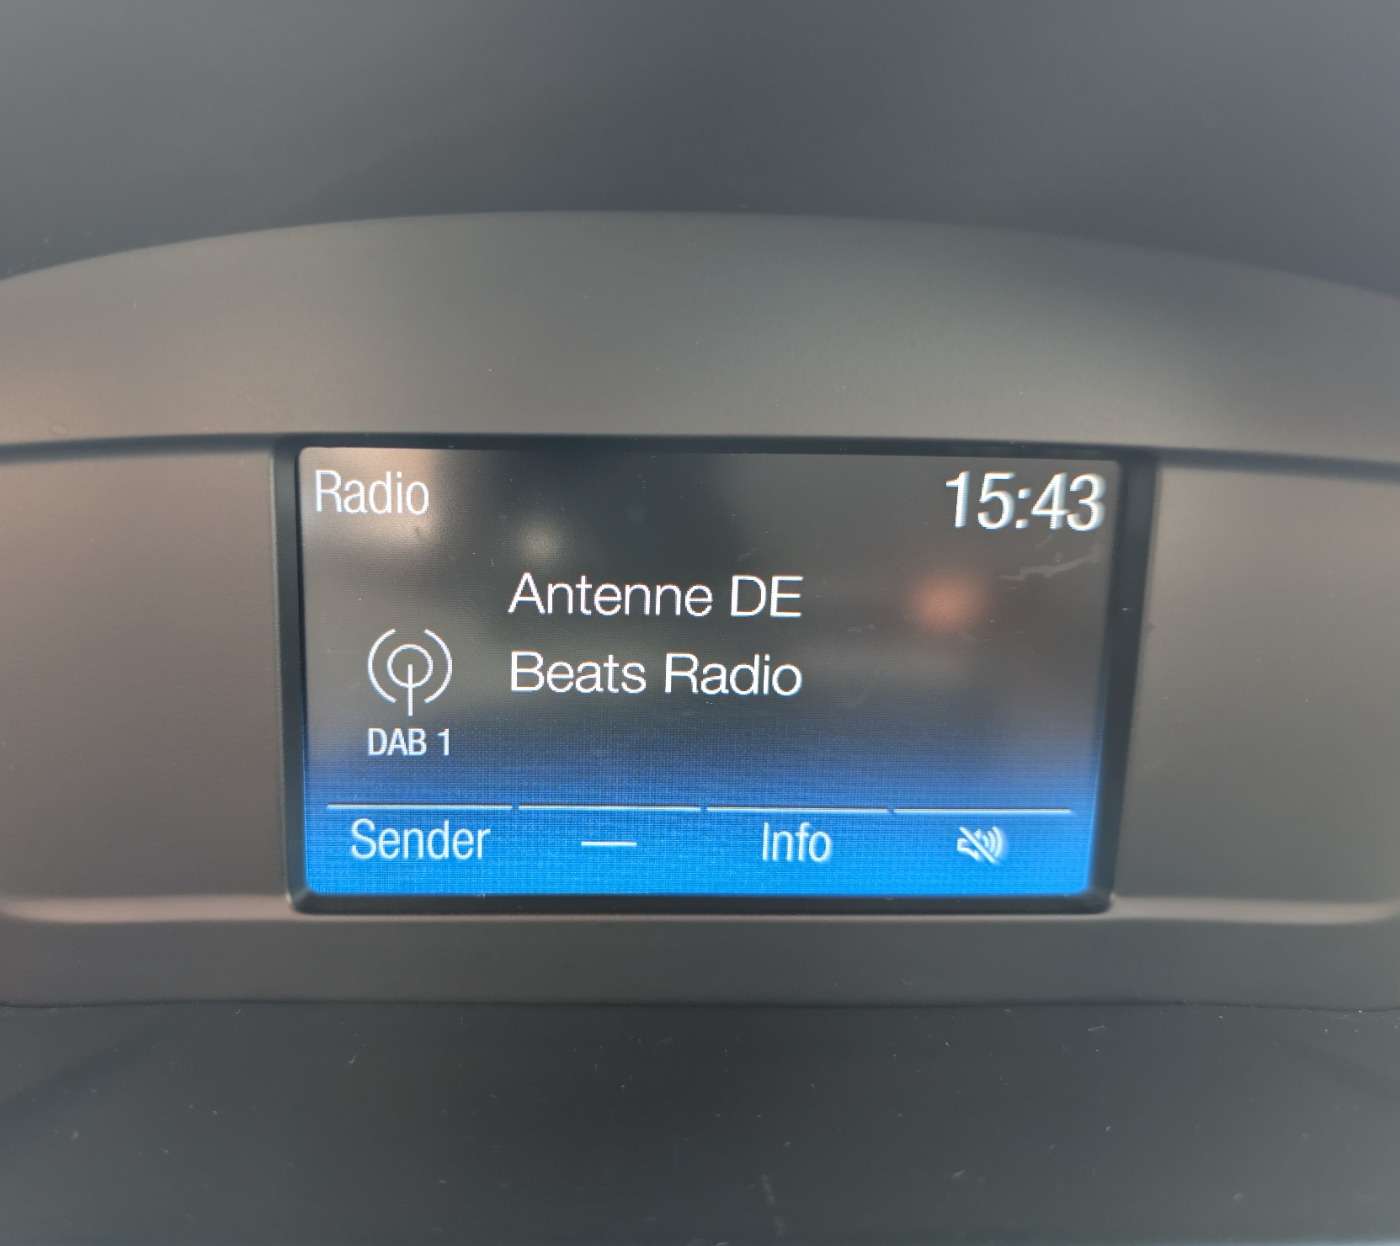 Radio 15:43
Antenne DE
Beats Radio
DAB 1
Sender — Info